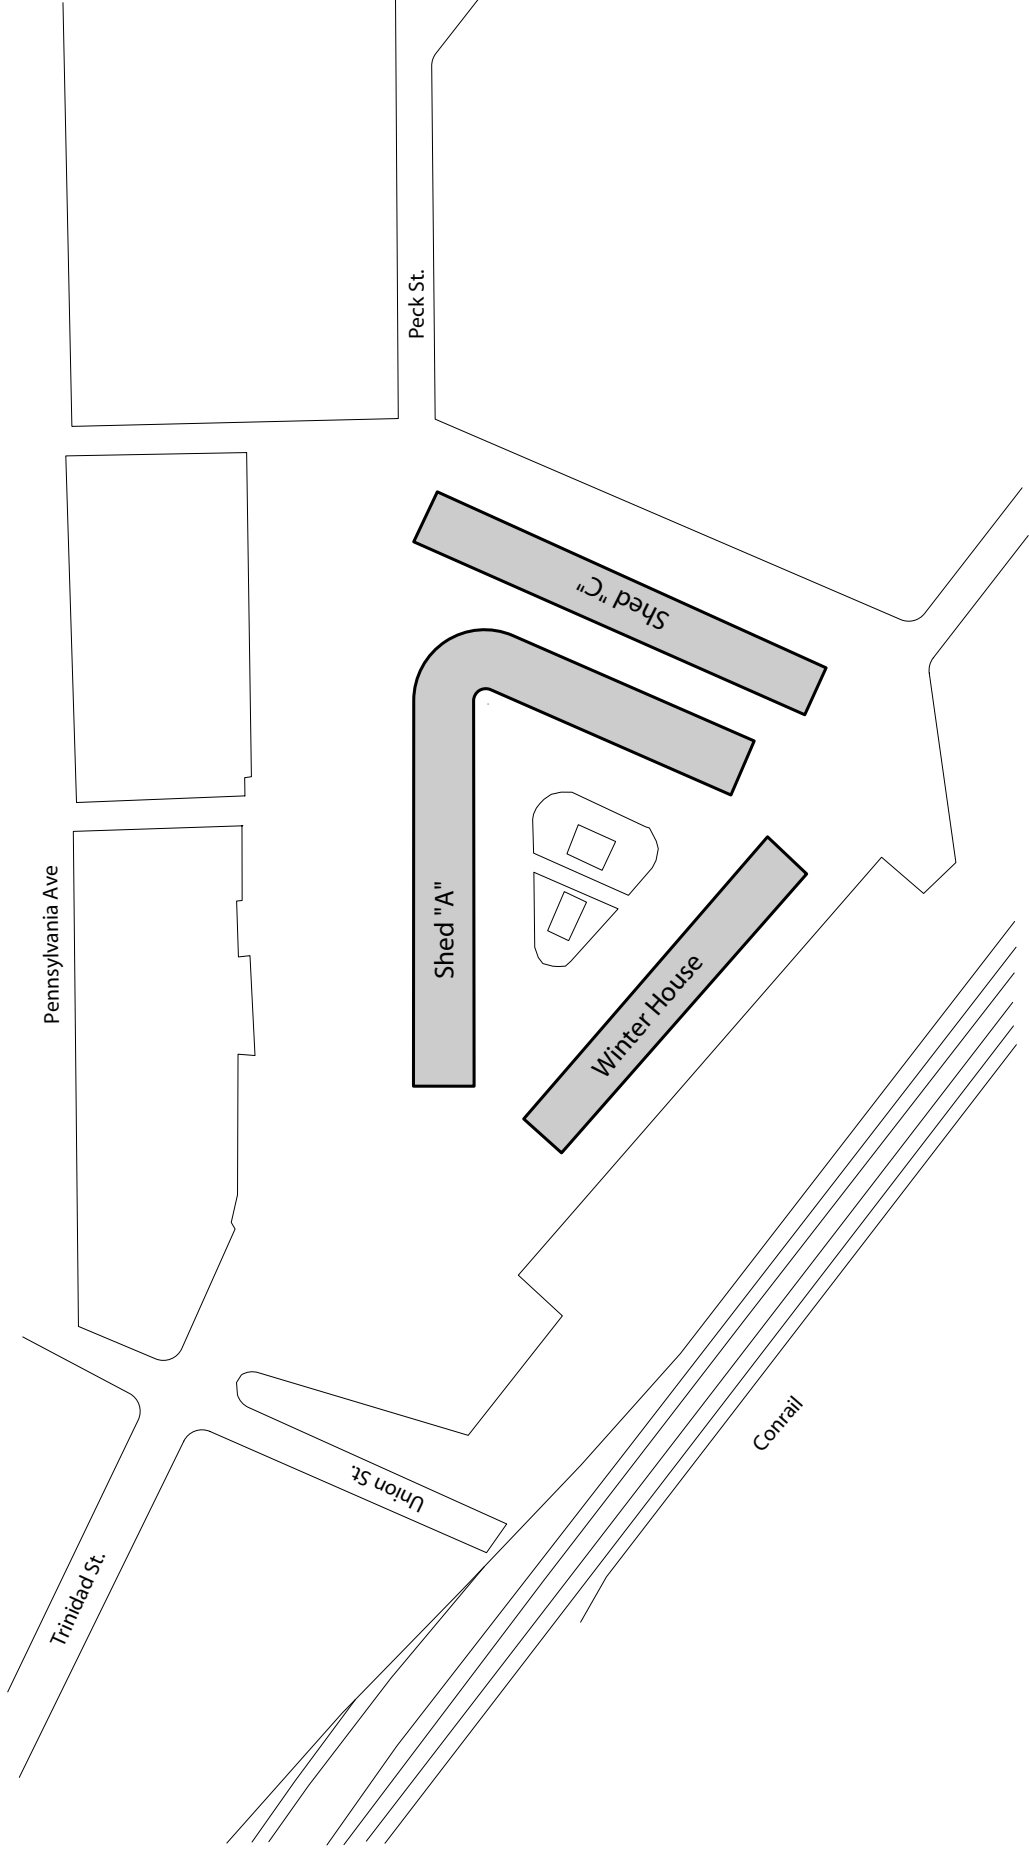 Peck St.
Shed "C"
Pennsylvania Ave
Shed "A"
Winter House
Conrail
Union St.
Trinidad St.